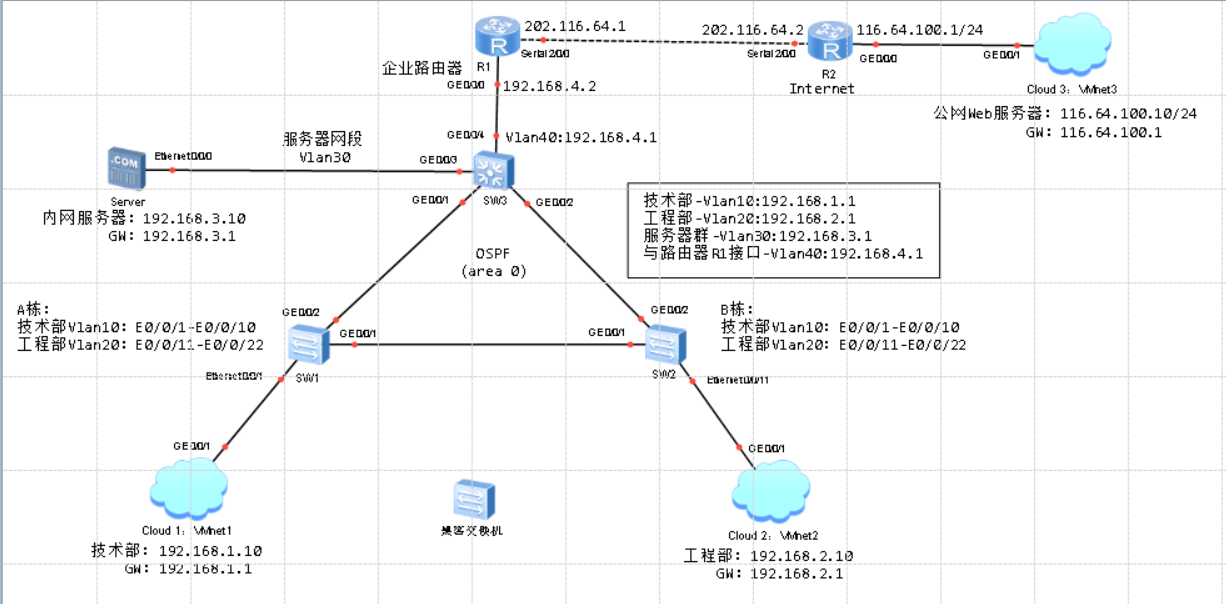 202.116.64.1
202.116.64.2
116.64.100.1/24
Serial2/0/0
Serial2/0/0
GE0/0/0
GE0/0/1
企业路由器
R1
R2
Internet
Cloud 3：VMnet3
GE0/0/0
192.168.4.2
公网Web服务器：116.64.100.10/24
GW：116.64.100.1
GE0/0/4
Vlan40:192.168.4.1
服务器网段
Vlan30
.COM
Ethernet0/0/0
GE0/0/3
Server
内网服务器：192.168.3.10
GW：192.168.3.1
SW3
GE0/0/1
GE0/0/2
技术部-Vlan10:192.168.1.1
工程部-Vlan20:192.168.2.1
服务器群-Vlan30:192.168.3.1
与路由器R1接口-Vlan40:192.168.4.1
OSPF
(area 0)
A栋：
技术部Vlan10：E0/0/1-E0/0/10
工程部Vlan20：E0/0/11-E0/0/22
GE0/0/2
GE0/0/1
GE0/0/2
GE0/0/1
B栋：
技术部Vlan10：E0/0/1-E0/0/10
工程部Vlan20：E0/0/11-E0/0/22
SW1
SW2
Ethernet0/0/1
Ethernet0/0/11
GE0/0/1
GE0/0/1
Cloud 1：VMnet1
技术部：192.168.1.10
GW：192.168.1.1
Cloud 2：VMnet2
工程部：192.168.2.10
GW：192.168.2.1